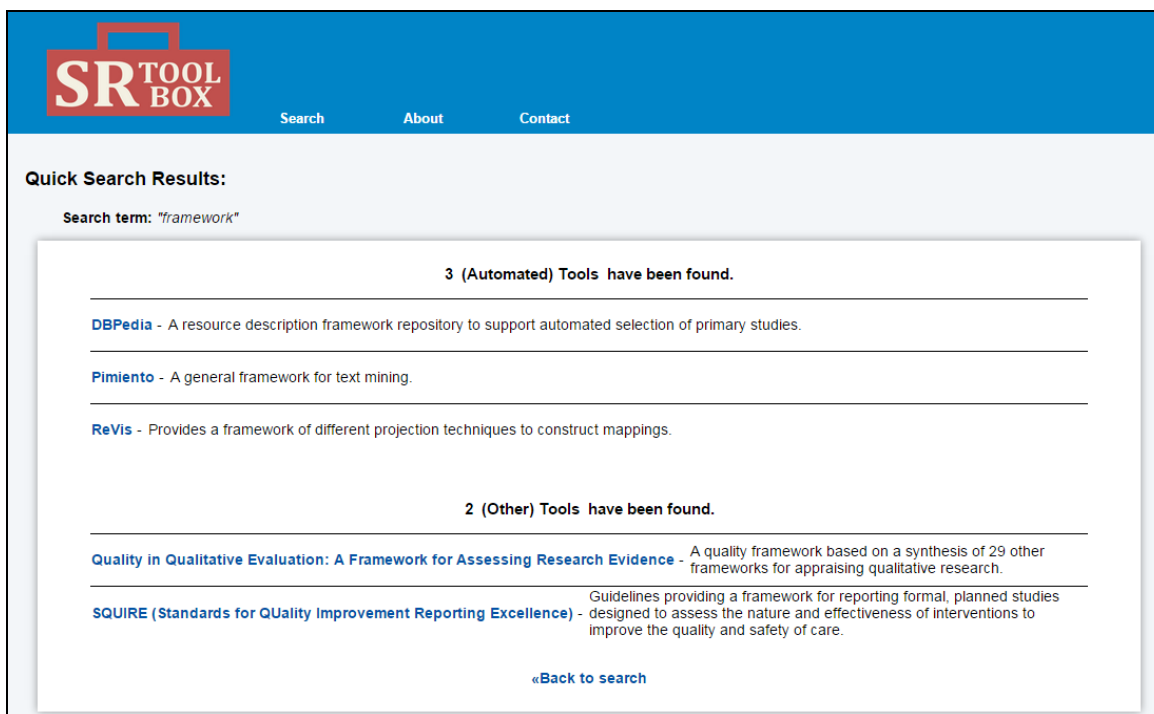 SR TOOL BOX
Search About Contact
Quick Search Results:
Search term: "framework"
3 (Automated) Tools have been found.
DBPedia - A resource description framework repository to support automated selection of primary studies.
Pimiento - A general framework for text mining.
ReVis - Provides a framework of different projection techniques to construct mappings.
2 (Other) Tools have been found.
Quality in Qualitative Evaluation: A Framework for Assessing Research Evidence - A quality framework based on a synthesis of 29 other
frameworks for appraising qualitative research.
SQUIRE (Standards for QUality Improvement Reporting Excellence) - Guidelines providing a framework for reporting formal, planned studies
designed to assess the nature and effectiveness of interventions to
improve the quality and safety of care.
«Back to search